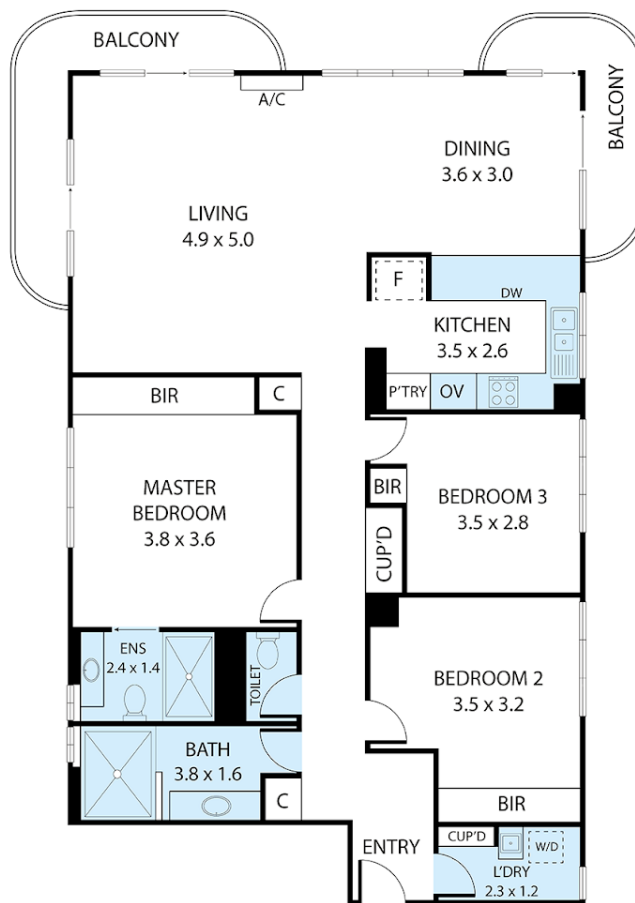 BALCONY
A/C
BALCONY
DINING
3.6 x 3.0
LIVING
4.9 x 5.0
F
DW
KITCHEN
3.5 x 2.6
P'TRY
OV
BIR
C
MASTER
BEDROOM
3.8 x 3.6
BIR
BEDROOM 3
3.5 x 2.8
CUP'D
ENS
2.4 x 1.4
TOILET
BEDROOM 2
3.5 x 3.2
BATH
3.8 x 1.6
C
BIR
ENTRY
CUP'D
W/D
L'DRY
2.3 x 1.2